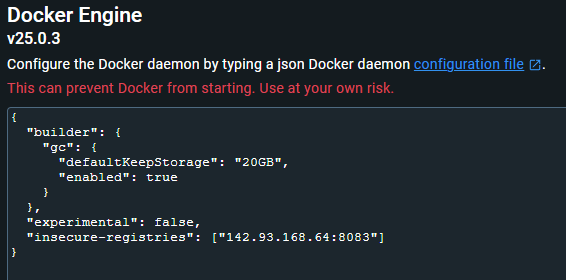 Docker Engine
v25.0.3
Configure the Docker daemon by typing a json Docker daemon configuration file.
This can prevent Docker from starting. Use at your own risk.
{
  "builder": {
    "gc": {
      "defaultKeepStorage": "20GB",
      "enabled": true
    }
  },
  "experimental": false,
  "insecure-registries": ["142.93.168.64:8083"]
}